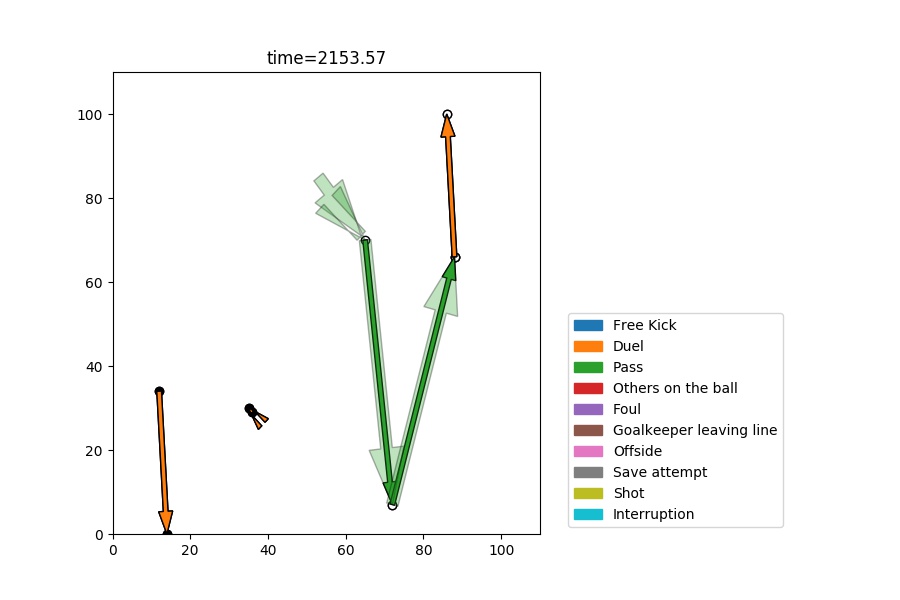 time=2153.57
100
80
60
40
20
0
0 20 40 60 80 100
Free Kick
Duel
Pass
Others on the ball
Foul
Goalkeeper leaving line
Offside
Save attempt
Shot
Interruption